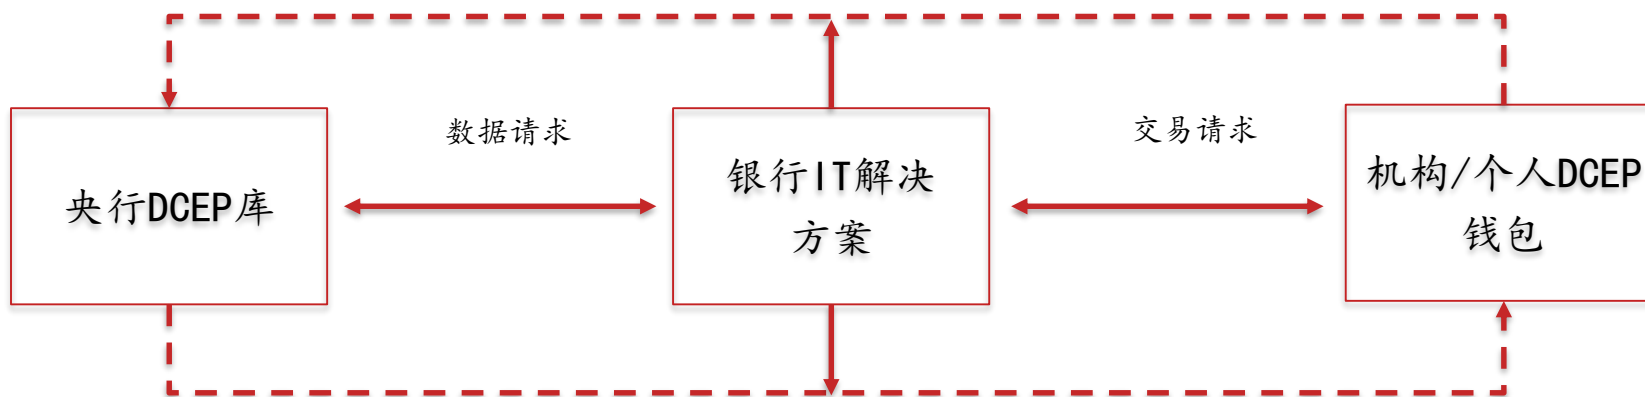 数据请求
交易请求
央行DCEP库
银行IT解决
方案
机构/个人DCEP
钱包